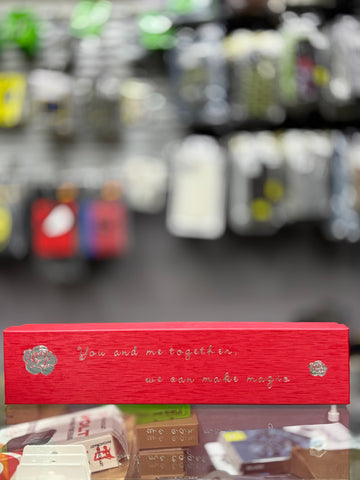 You and me together,
we can make magic